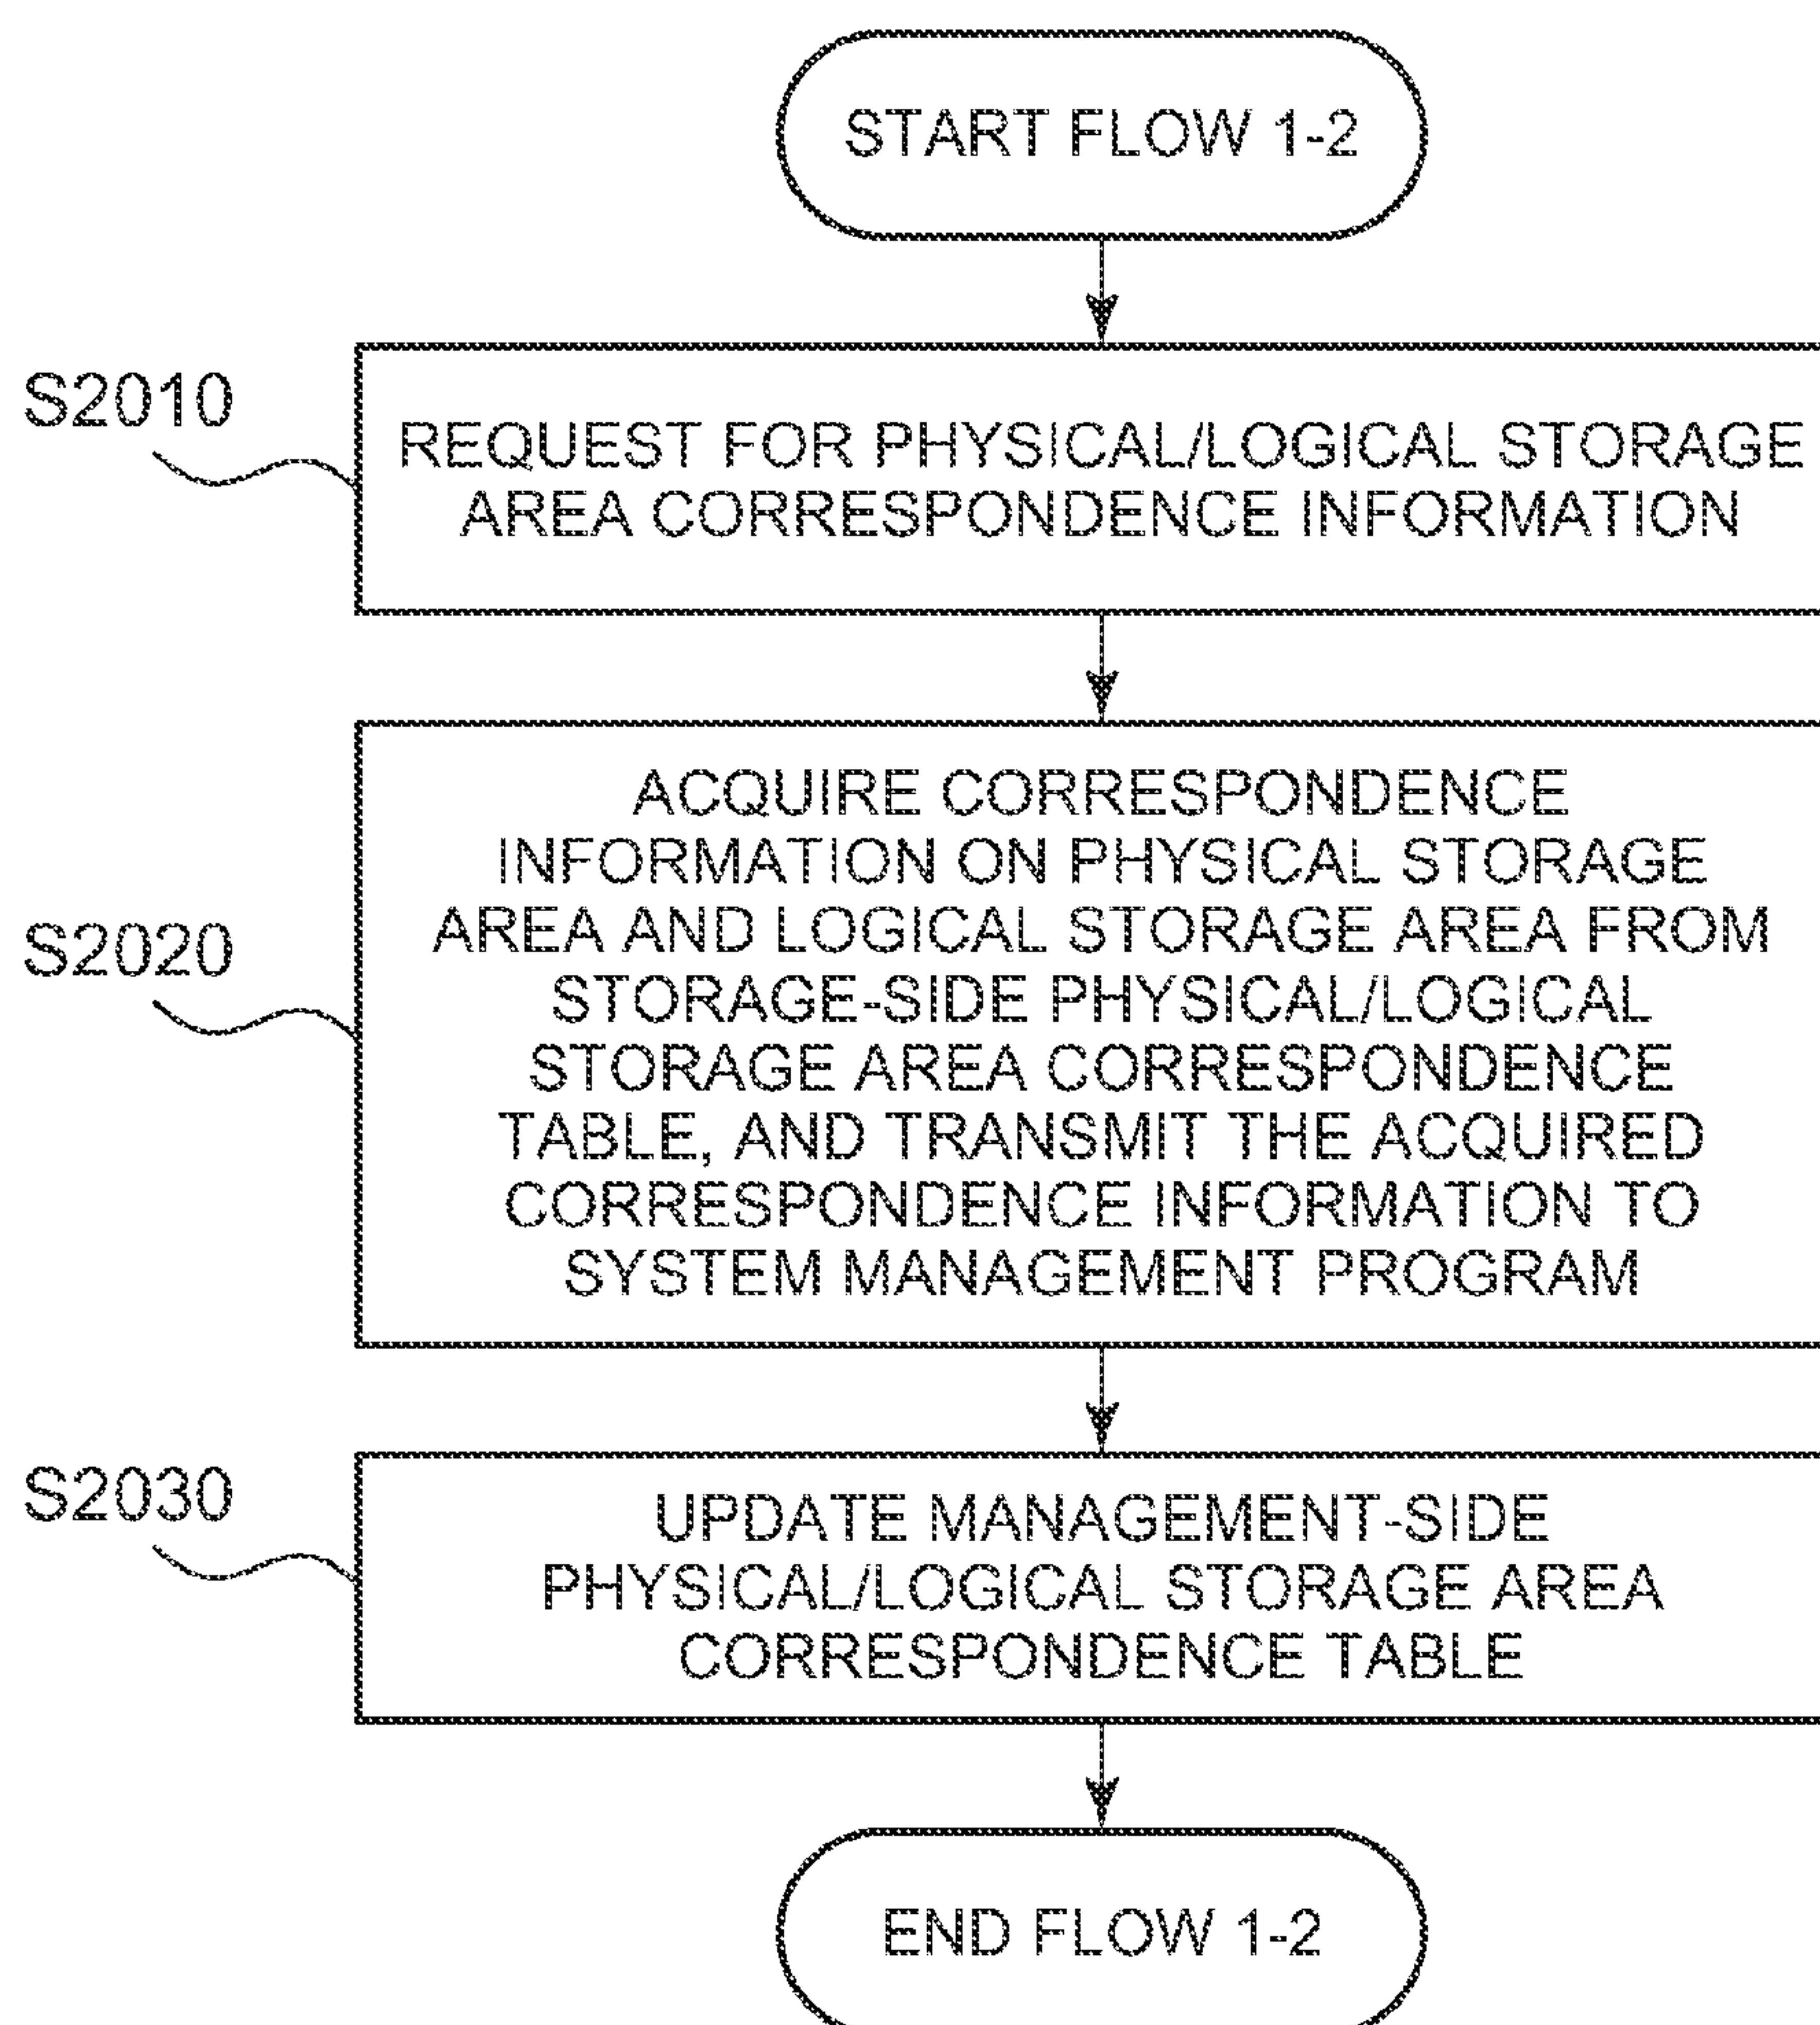 START FLOW 1-2
S2010
REQUEST FOR PHYSICAL/LOGICAL STORAGE
AREA CORRESPONDENCE INFORMATION
S2020
ACQUIRE CORRESPONDENCE
INFORMATION ON PHYSICAL STORAGE
AREA AND LOGICAL STORAGE AREA FROM
STORAGE-SIDE PHYSICAL/LOGICAL
STORAGE AREA CORRESPONDENCE
TABLE, AND TRANSMIT THE ACQUIRED
CORRESPONDENCE INFORMATION TO
SYSTEM MANAGEMENT PROGRAM
S2030
UPDATE MANAGEMENT-SIDE
PHYSICAL/LOGICAL STORAGE AREA
CORRESPONDENCE TABLE
END FLOW 1-2